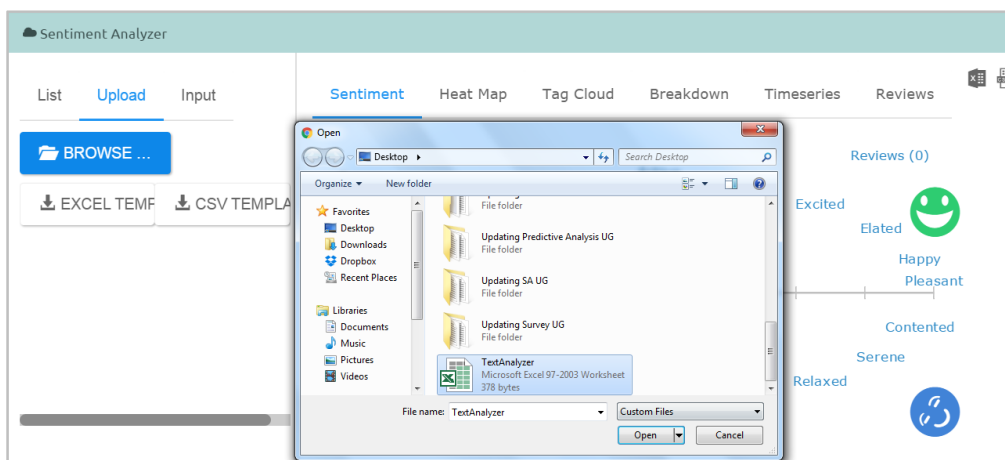 Sentiment Analyzer
List Upload Input
Sentiment Heat Map Tag Cloud Breakdown Timeseries Reviews
BROWSE ...
EXCEL TEMP
CSV TEMPLA
Open
Desktop
Search Desktop
Organize New folder
Favorites
Desktop
Downloads
Dropbox
Recent Places
Libraries
Documents
Music
Pictures
Videos
File folder
Updating Predictive Analysis UG
File folder
Updating SA UG
File folder
Updating Survey UG
File folder
TextAnalyzer
Microsoft Excel 97-2003 Worksheet
378 bytes
File name: TextAnalyzer Custom Files
Open Cancel
Reviews (0)
Excited
Elated
Happy
Pleasant
Contented
Serene
Relaxed